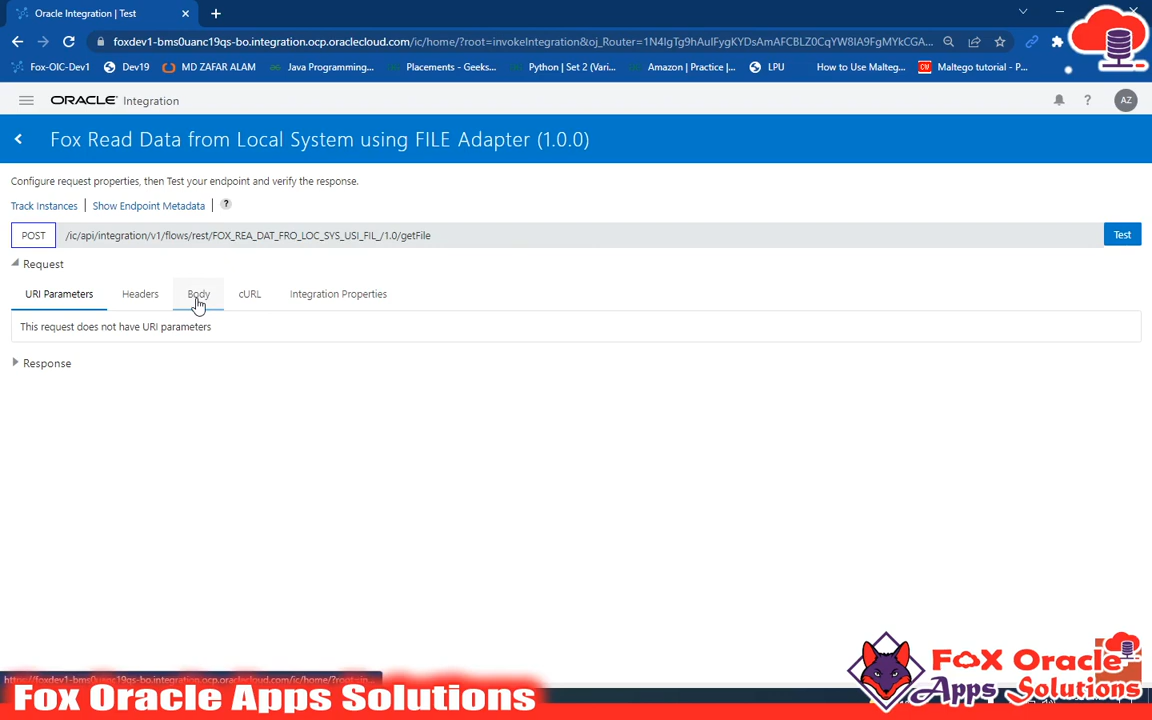 Oracle Integration | Test
foxdev1-bms0uanc19qs-bo.integration.ocp.oraclecloud.com/ic/home/?root=invokeIntegration&oj_Router=1N4IgTg9hAuIFygKYDsAmAFCBLZ0CqYW8IA9FgMYKCGA...
Fox-OIC-Dev1 Dev19 MD ZAFAR ALAM Java Programming... Placements - Geeks... Python | Set 2 (Vari... Amazon | Practice |... LPU How to Use Malteg... Maltego tutorial - P...
ORACLE Integration AZ
Fox Read Data from Local System using FILE Adapter (1.0.0)
Configure request properties, then Test your endpoint and verify the response.
Track Instances | Show Endpoint Metadata | ?
POST /ic/api/integration/v1/flows/rest/FOX_REA_DAT_FRO_LOC_SYS_USI_FIL_/1.0/getFile Test
Request
URI Parameters Headers Body cURL Integration Properties
This request does not have URI parameters
Response
Fox Oracle Apps Solutions
FOX Oracle
Apps Solutions